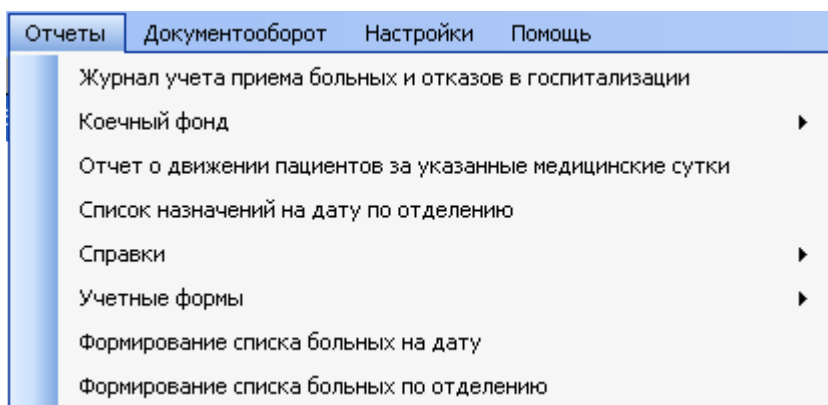 Отчеты Документооборот Настройки Помощь
Журнал учета приема больных и отказов в госпитализации
Коечный фонд
Отчет о движении пациентов за указанные медицинские сутки
Список назначений на дату по отделению
Справки
Учетные формы
Формирование списка больных на дату
Формирование списка больных по отделению